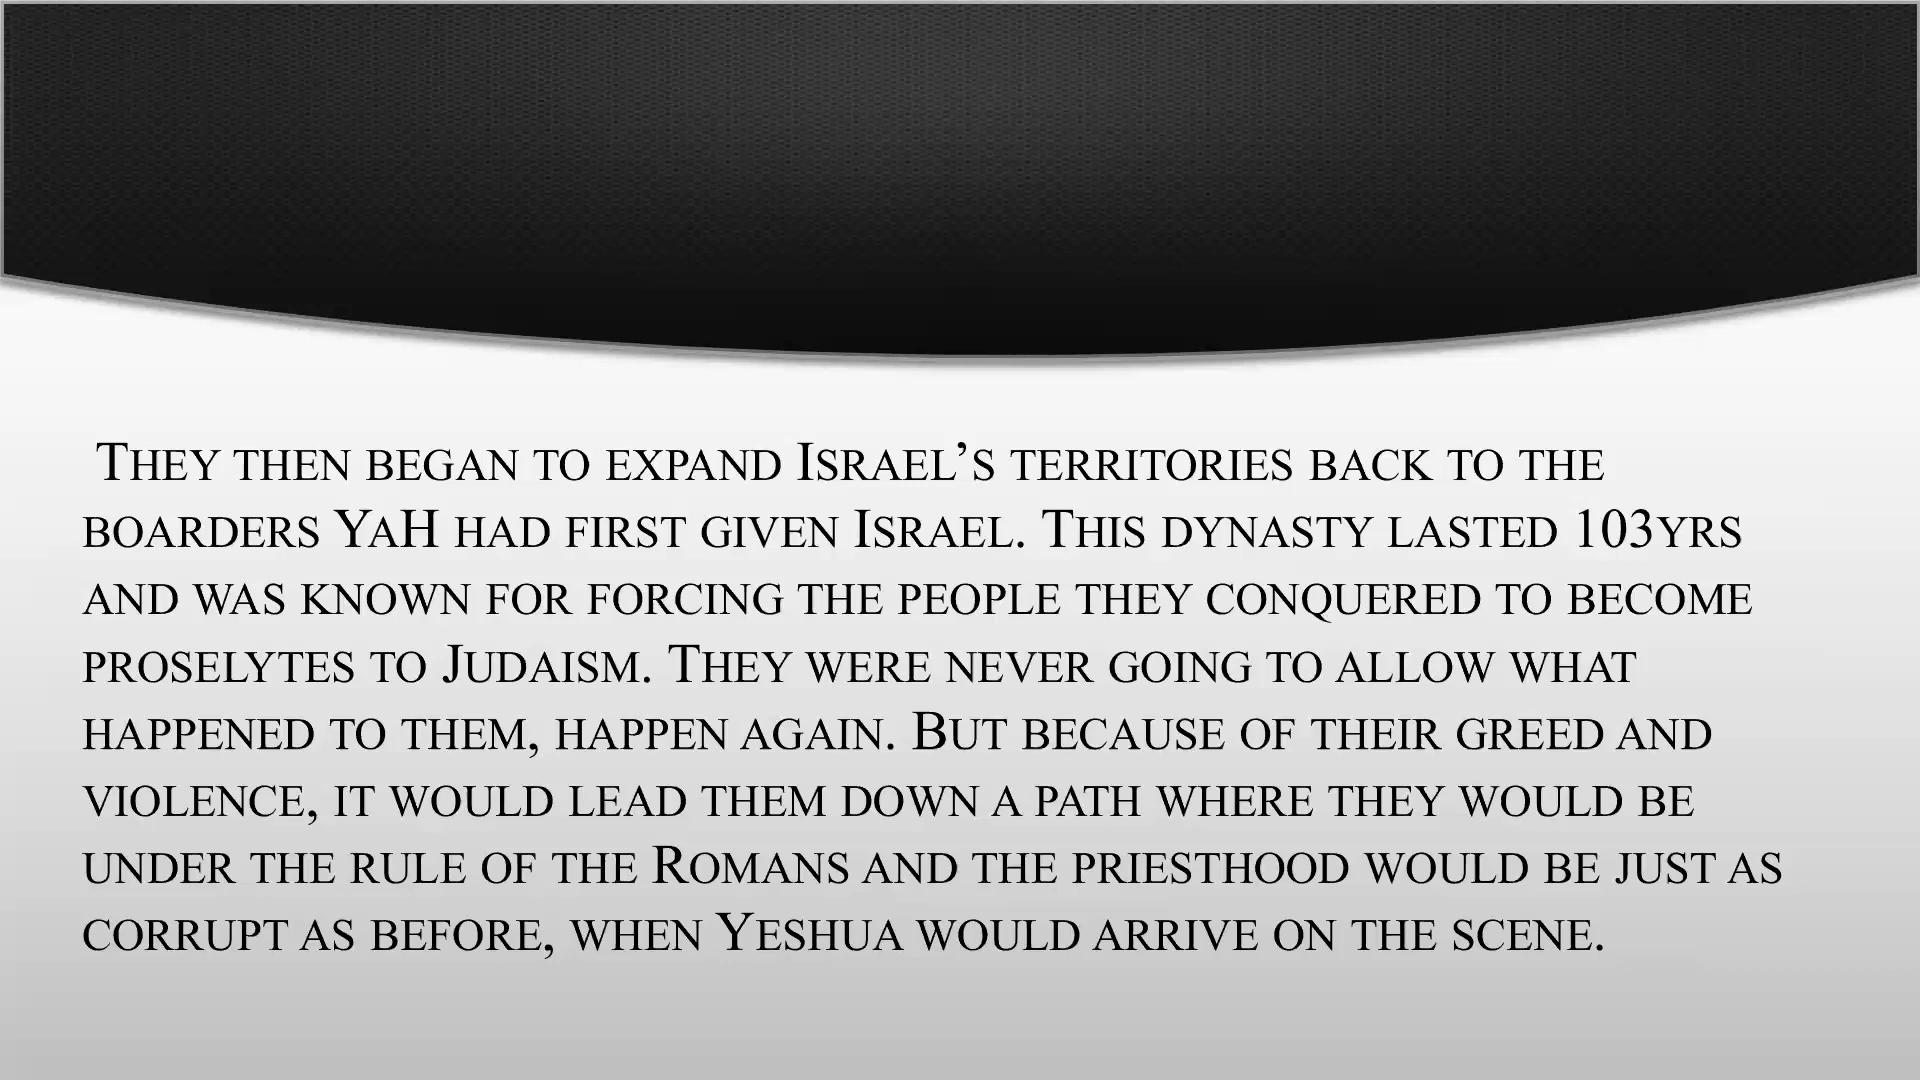 They then began to expand Israel’s territories back to the
boarders YaH had first given Israel. This dynasty lasted 103yrs
and was known for forcing the people they conquered to become
proselytes to Judaism. They were never going to allow what
happened to them, happen again. But because of their greed and
violence, it would lead them down a path where they would be
under the rule of the Romans and the priesthood would be just as
corrupt as before, when Yeshua would arrive on the scene.